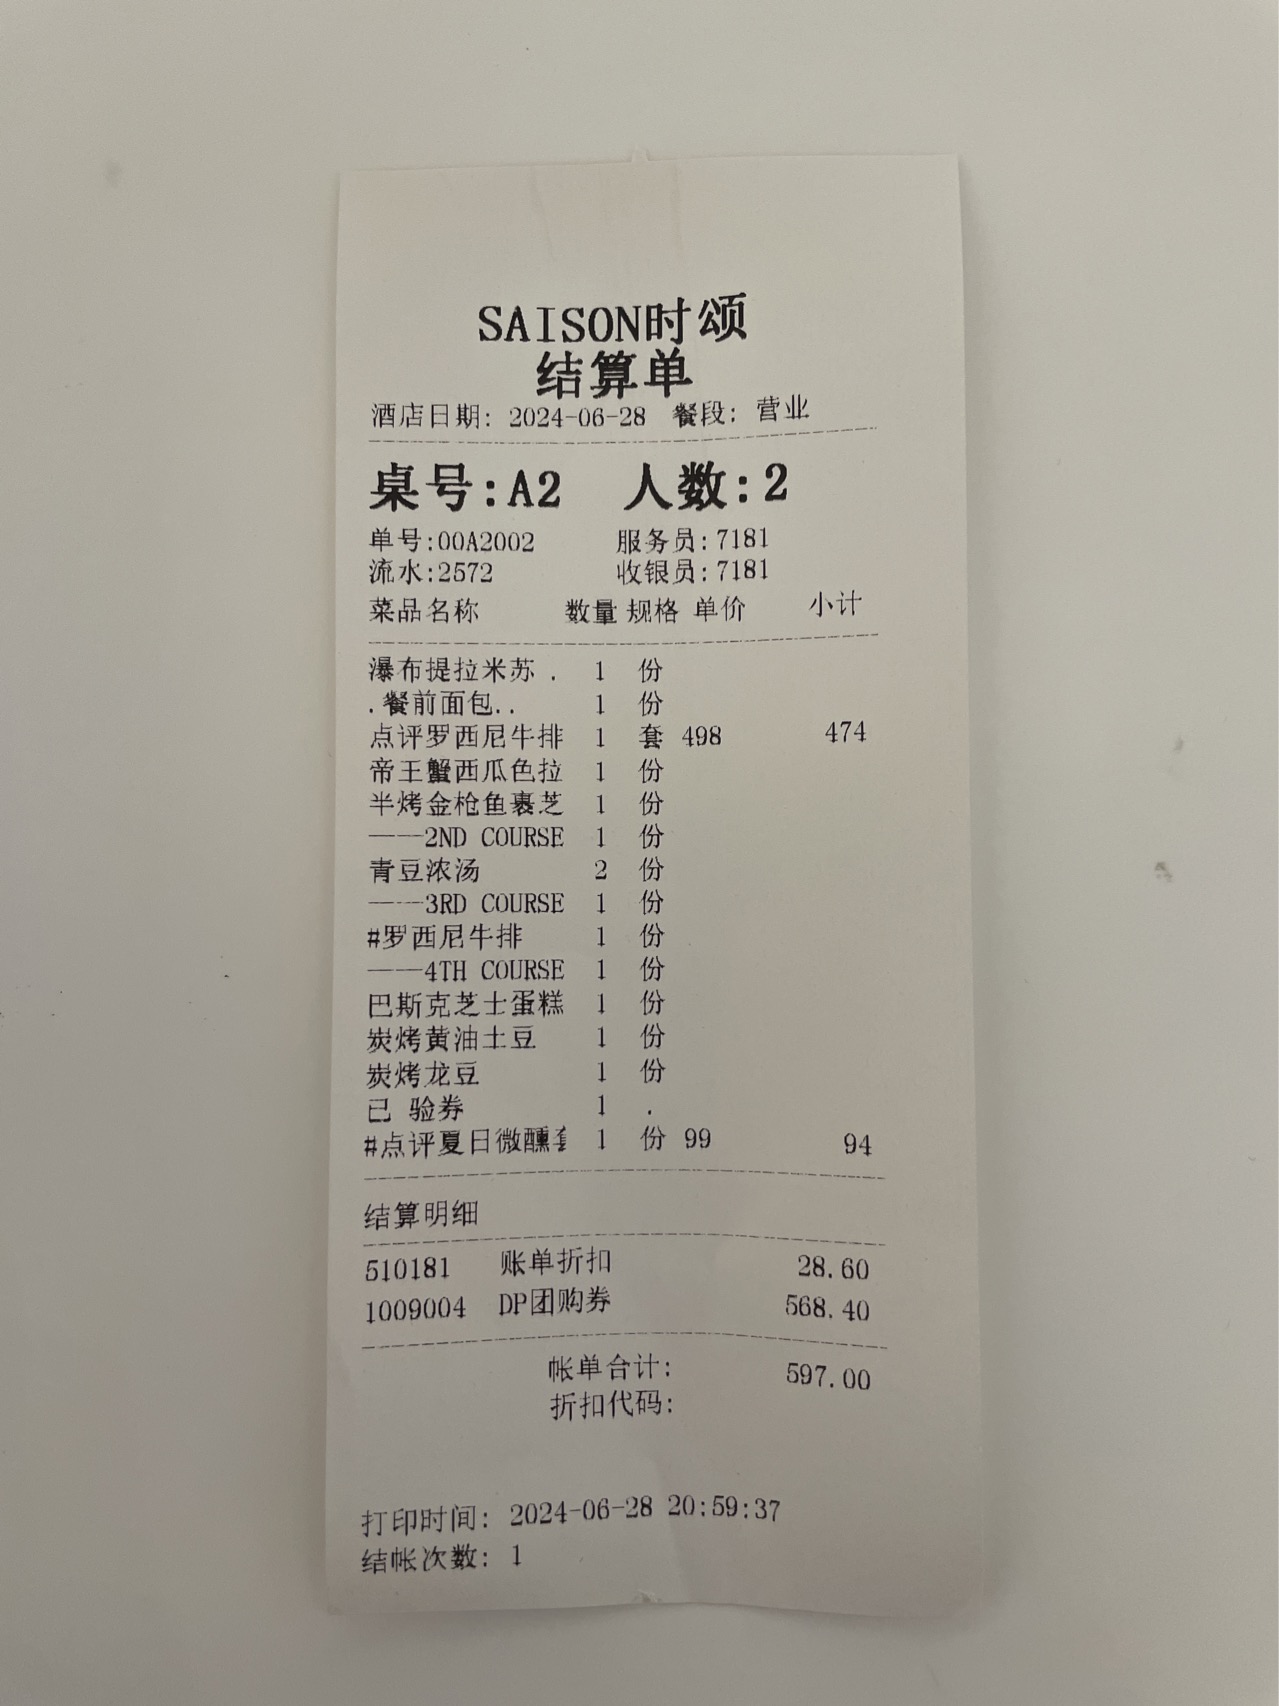 SAISON时颂
结算单
酒店日期: 2024-06-28 餐段: 营业
桌号:A2 人数:2
单号:00A2002 服务员:7181
流水:2572 收银员:7181
菜品名称 数量 规格 单价 小计
瀑布提拉米苏 . 1 份
.餐前面包.. 1 份
点评罗西尼牛排 1 套 498 474
帝王蟹西瓜色拉 1 份
半烤金枪鱼裹芝 1 份
——2ND COURSE 1 份
青豆浓汤 2 份
——3RD COURSE 1 份
#罗西尼牛排 1 份
——4TH COURSE 1 份
巴斯克芝士蛋糕 1 份
炭烤黄油土豆 1 份
炭烤龙豆 1 份
已 验券 1 .
#点评夏日微醺套 1 份 99 94
结算明细
510181 账单折扣 28.60
1009004 DP团购券 568.40
帐单合计: 597.00
折扣代码:
打印时间: 2024-06-28 20:59:37
结帐次数: 1